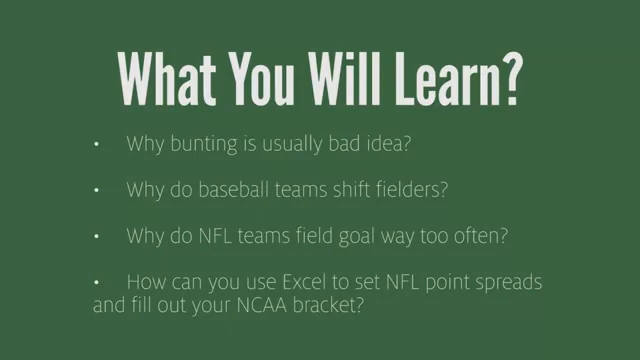 What You Will Learn?
• Why bunting is usually bad idea?
• Why do baseball teams shift fielders?
• Why do NFL teams field goal way too often?
• How can you use Excel to set NFL point spreads
and fill out your NCAA bracket?